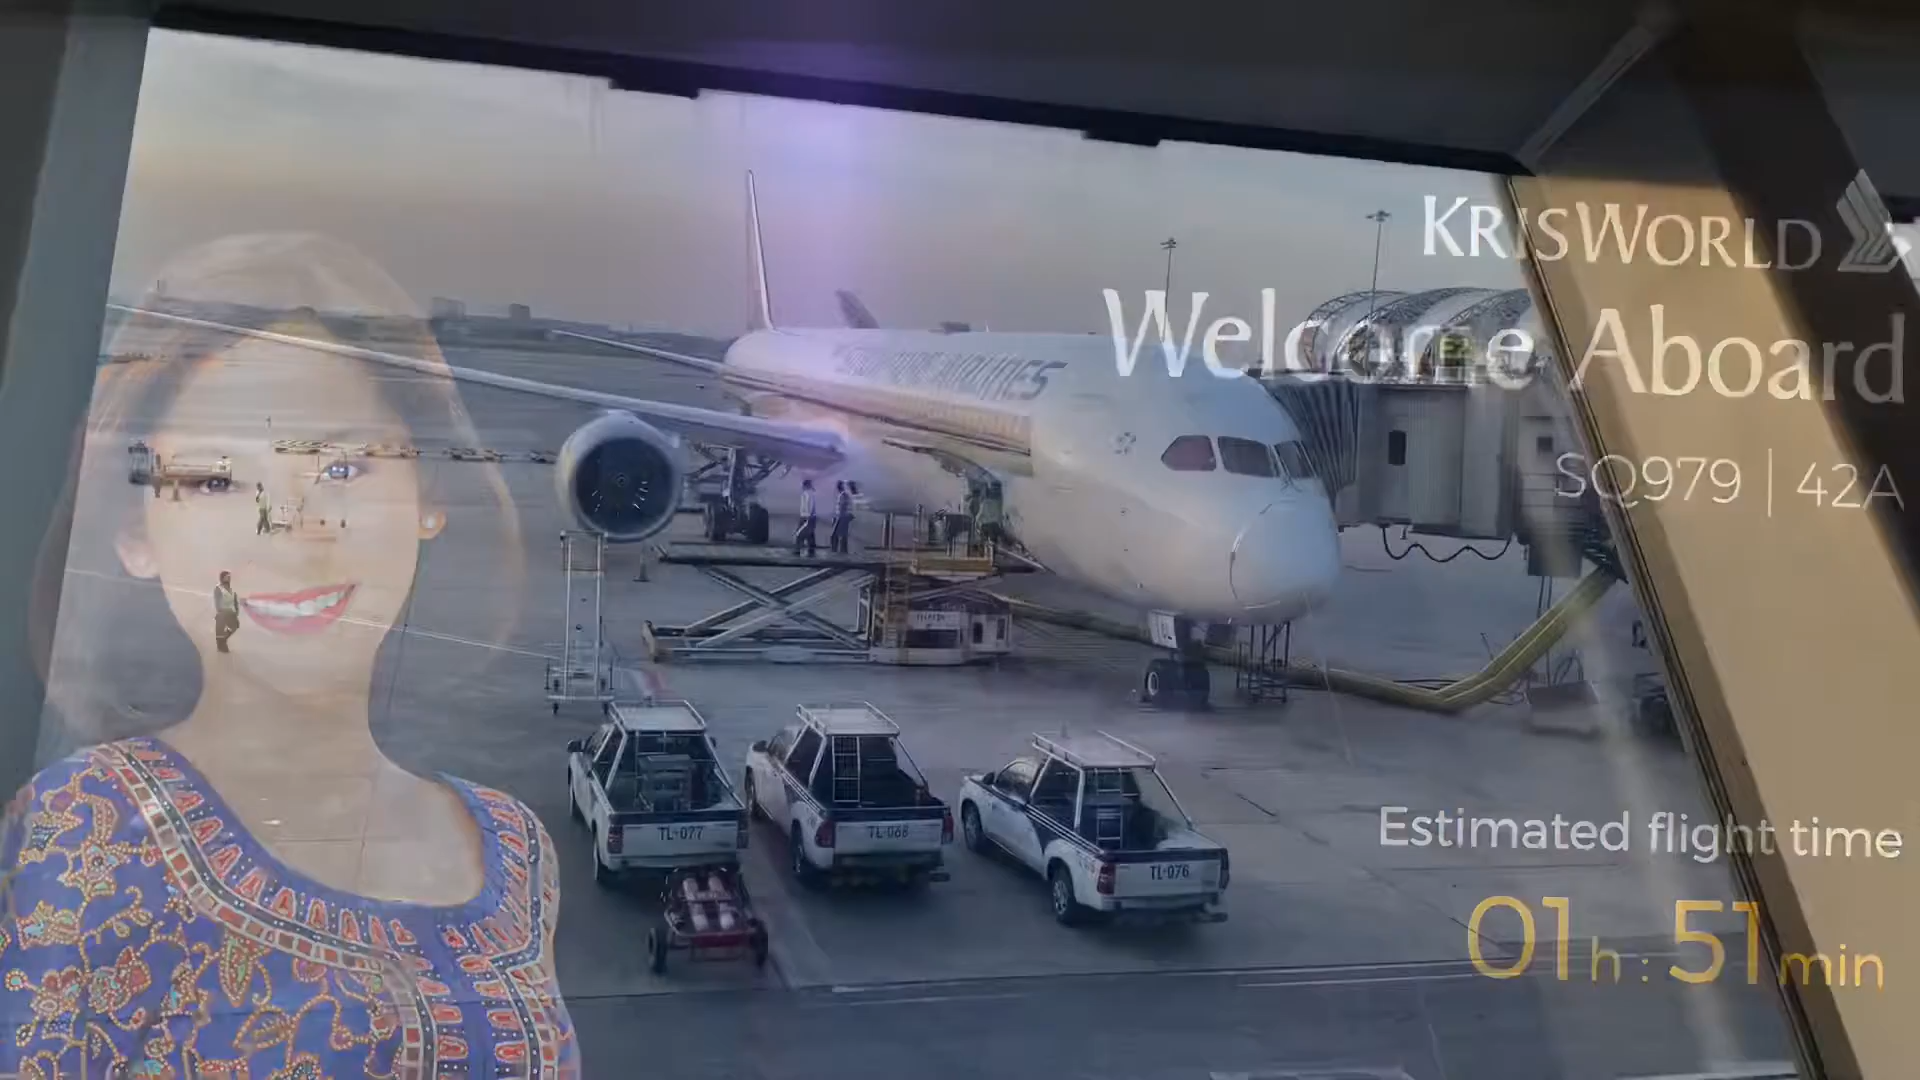 KRISWORLD
Welcome Aboard
SQ979 | 42A
SINGAPORE AIRLINES
TL-077
TL-068
TL-076
Estimated flight time
01h : 51min